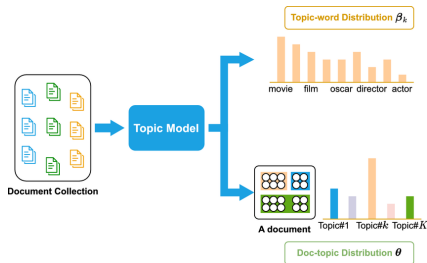 Topic-word Distribution βₖ
movie film oscar director actor
Topic Model
Document Collection
A document
Topic#1 Topic#k Topic#K
Doc-topic Distribution θ